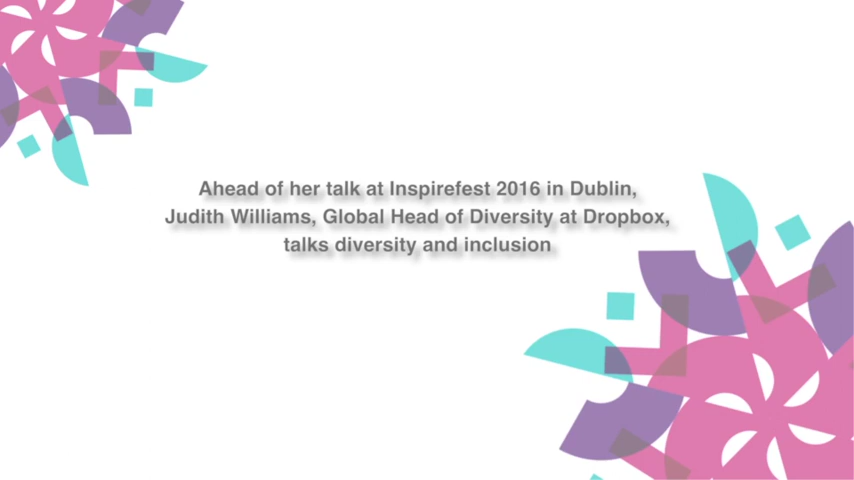 Ahead of her talk at Inspirefest 2016 in Dublin,
Judith Williams, Global Head of Diversity at Dropbox,
talks diversity and inclusion